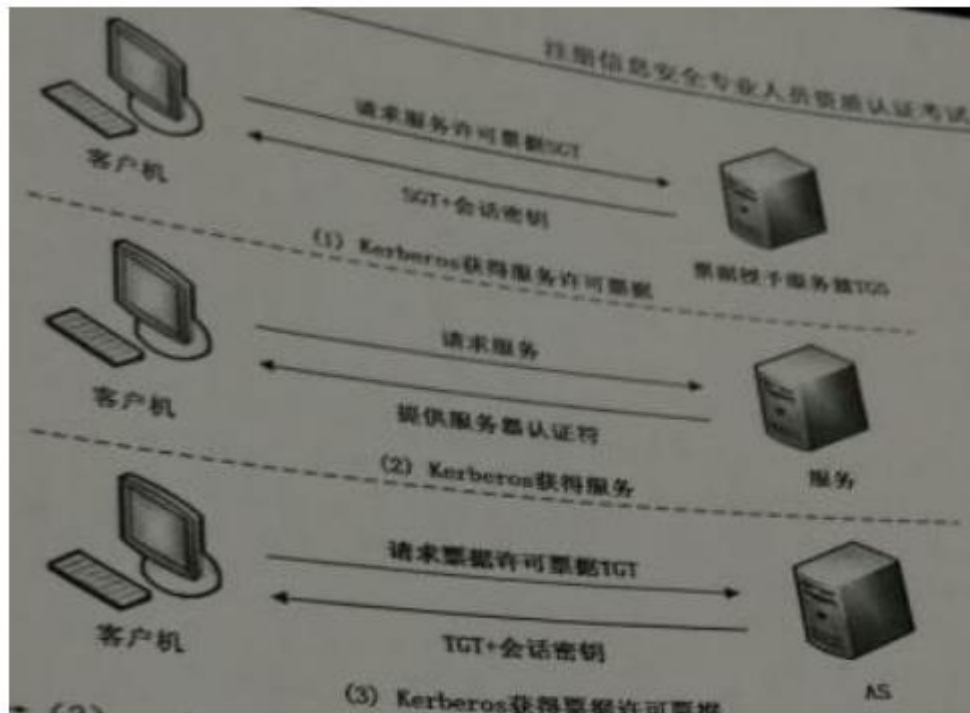 注册信息安全专业人员资质认证考试
请求服务许可票据SGT
SGT+会话密钥
客户机
票据授予服务器TGS
(1) Kerberos获得服务许可票据
请求服务
提供服务器认证符
客户机
服务
(2) Kerberos获得服务
请求票据许可票据TGT
TGT+会话密钥
客户机
AS
(3) Kerberos获得票据许可票据